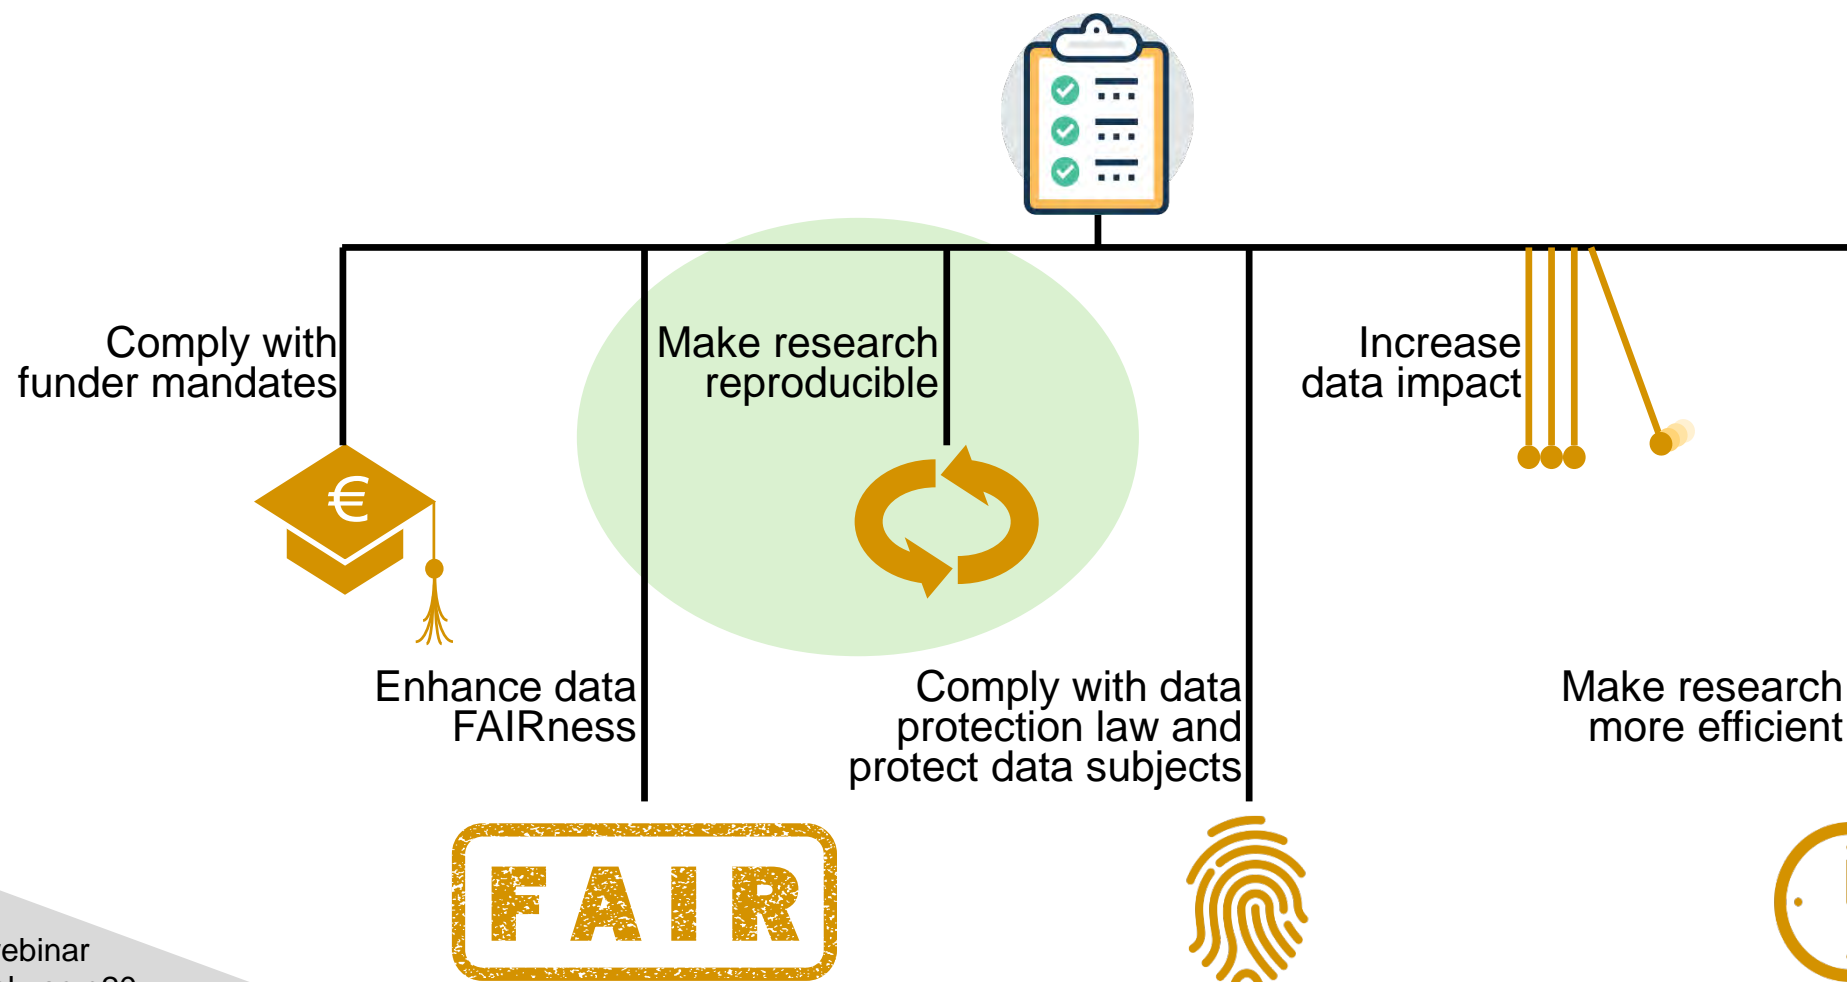 Comply with
funder mandates
€
Make research
reproducible
Increase
data impact
Enhance data
FAIRness
Comply with data
protection law and
protect data subjects
Make research
more efficient
FAIR